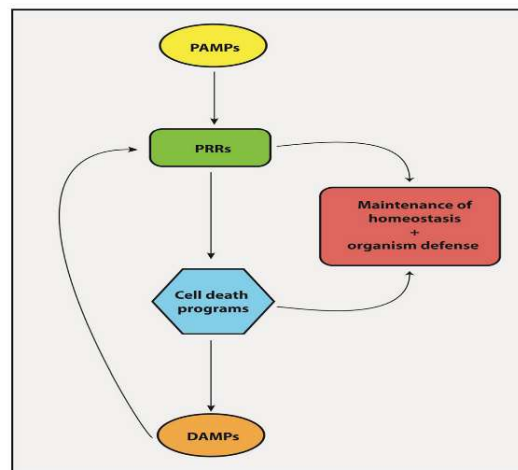 PAMPs
PRRs
Maintenance of
homeostasis
+
organism defense
Cell death
programs
DAMPs